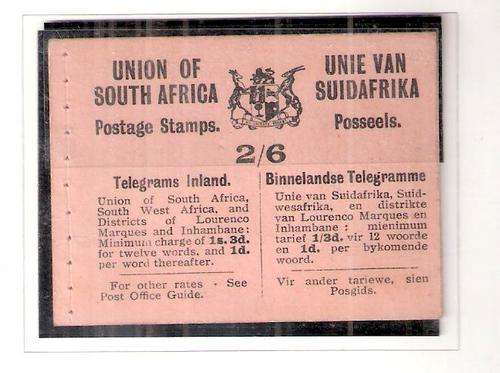 UNION OF
SOUTH AFRICA
Postage Stamps.
UNIE VAN
SUIDAFRIKA
Posseels.
2/6
Telegrams Inland.
Union of South Africa,
South West Africa, and
Districts of Lourenco
Marques and Inhambane:
Minimum charge of 1s. 3d.
for twelve words, and 1d.
per word thereafter.
For other rates - See
Post Office Guide.
Binnelandse Telegramme
Unie van Suidafrika, Suid-
wesafrika, en distrikte
van Lourenco Marques en
Inhambane: mienimum
tarief 1/3d. vir 12 woorde
en 1d. per bykomende
woord.
Vir ander tariewe, sien
Posgids.